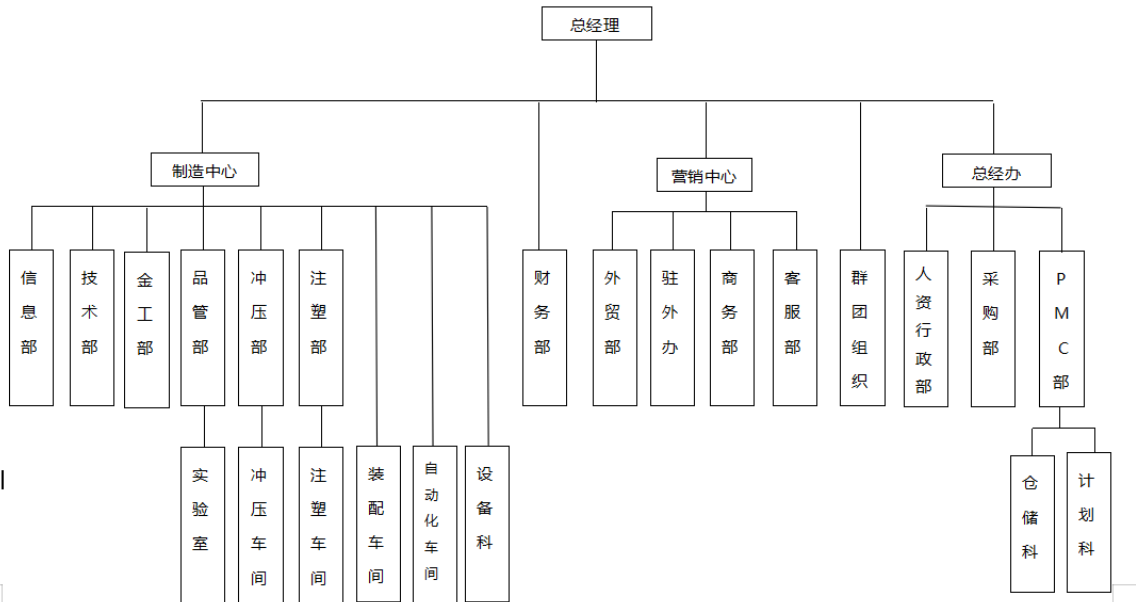 总经理
制造中心
营销中心
总经办
信息部
技术部
金工部
品管部
冲压部
注塑部
财务部
外贸部
驻外办
商务部
客服部
群团组织
人资行政部
采购部
PMC部
实验室
冲压车间
注塑车间
装配车间
自动化车间
设备科
仓储科
计划科